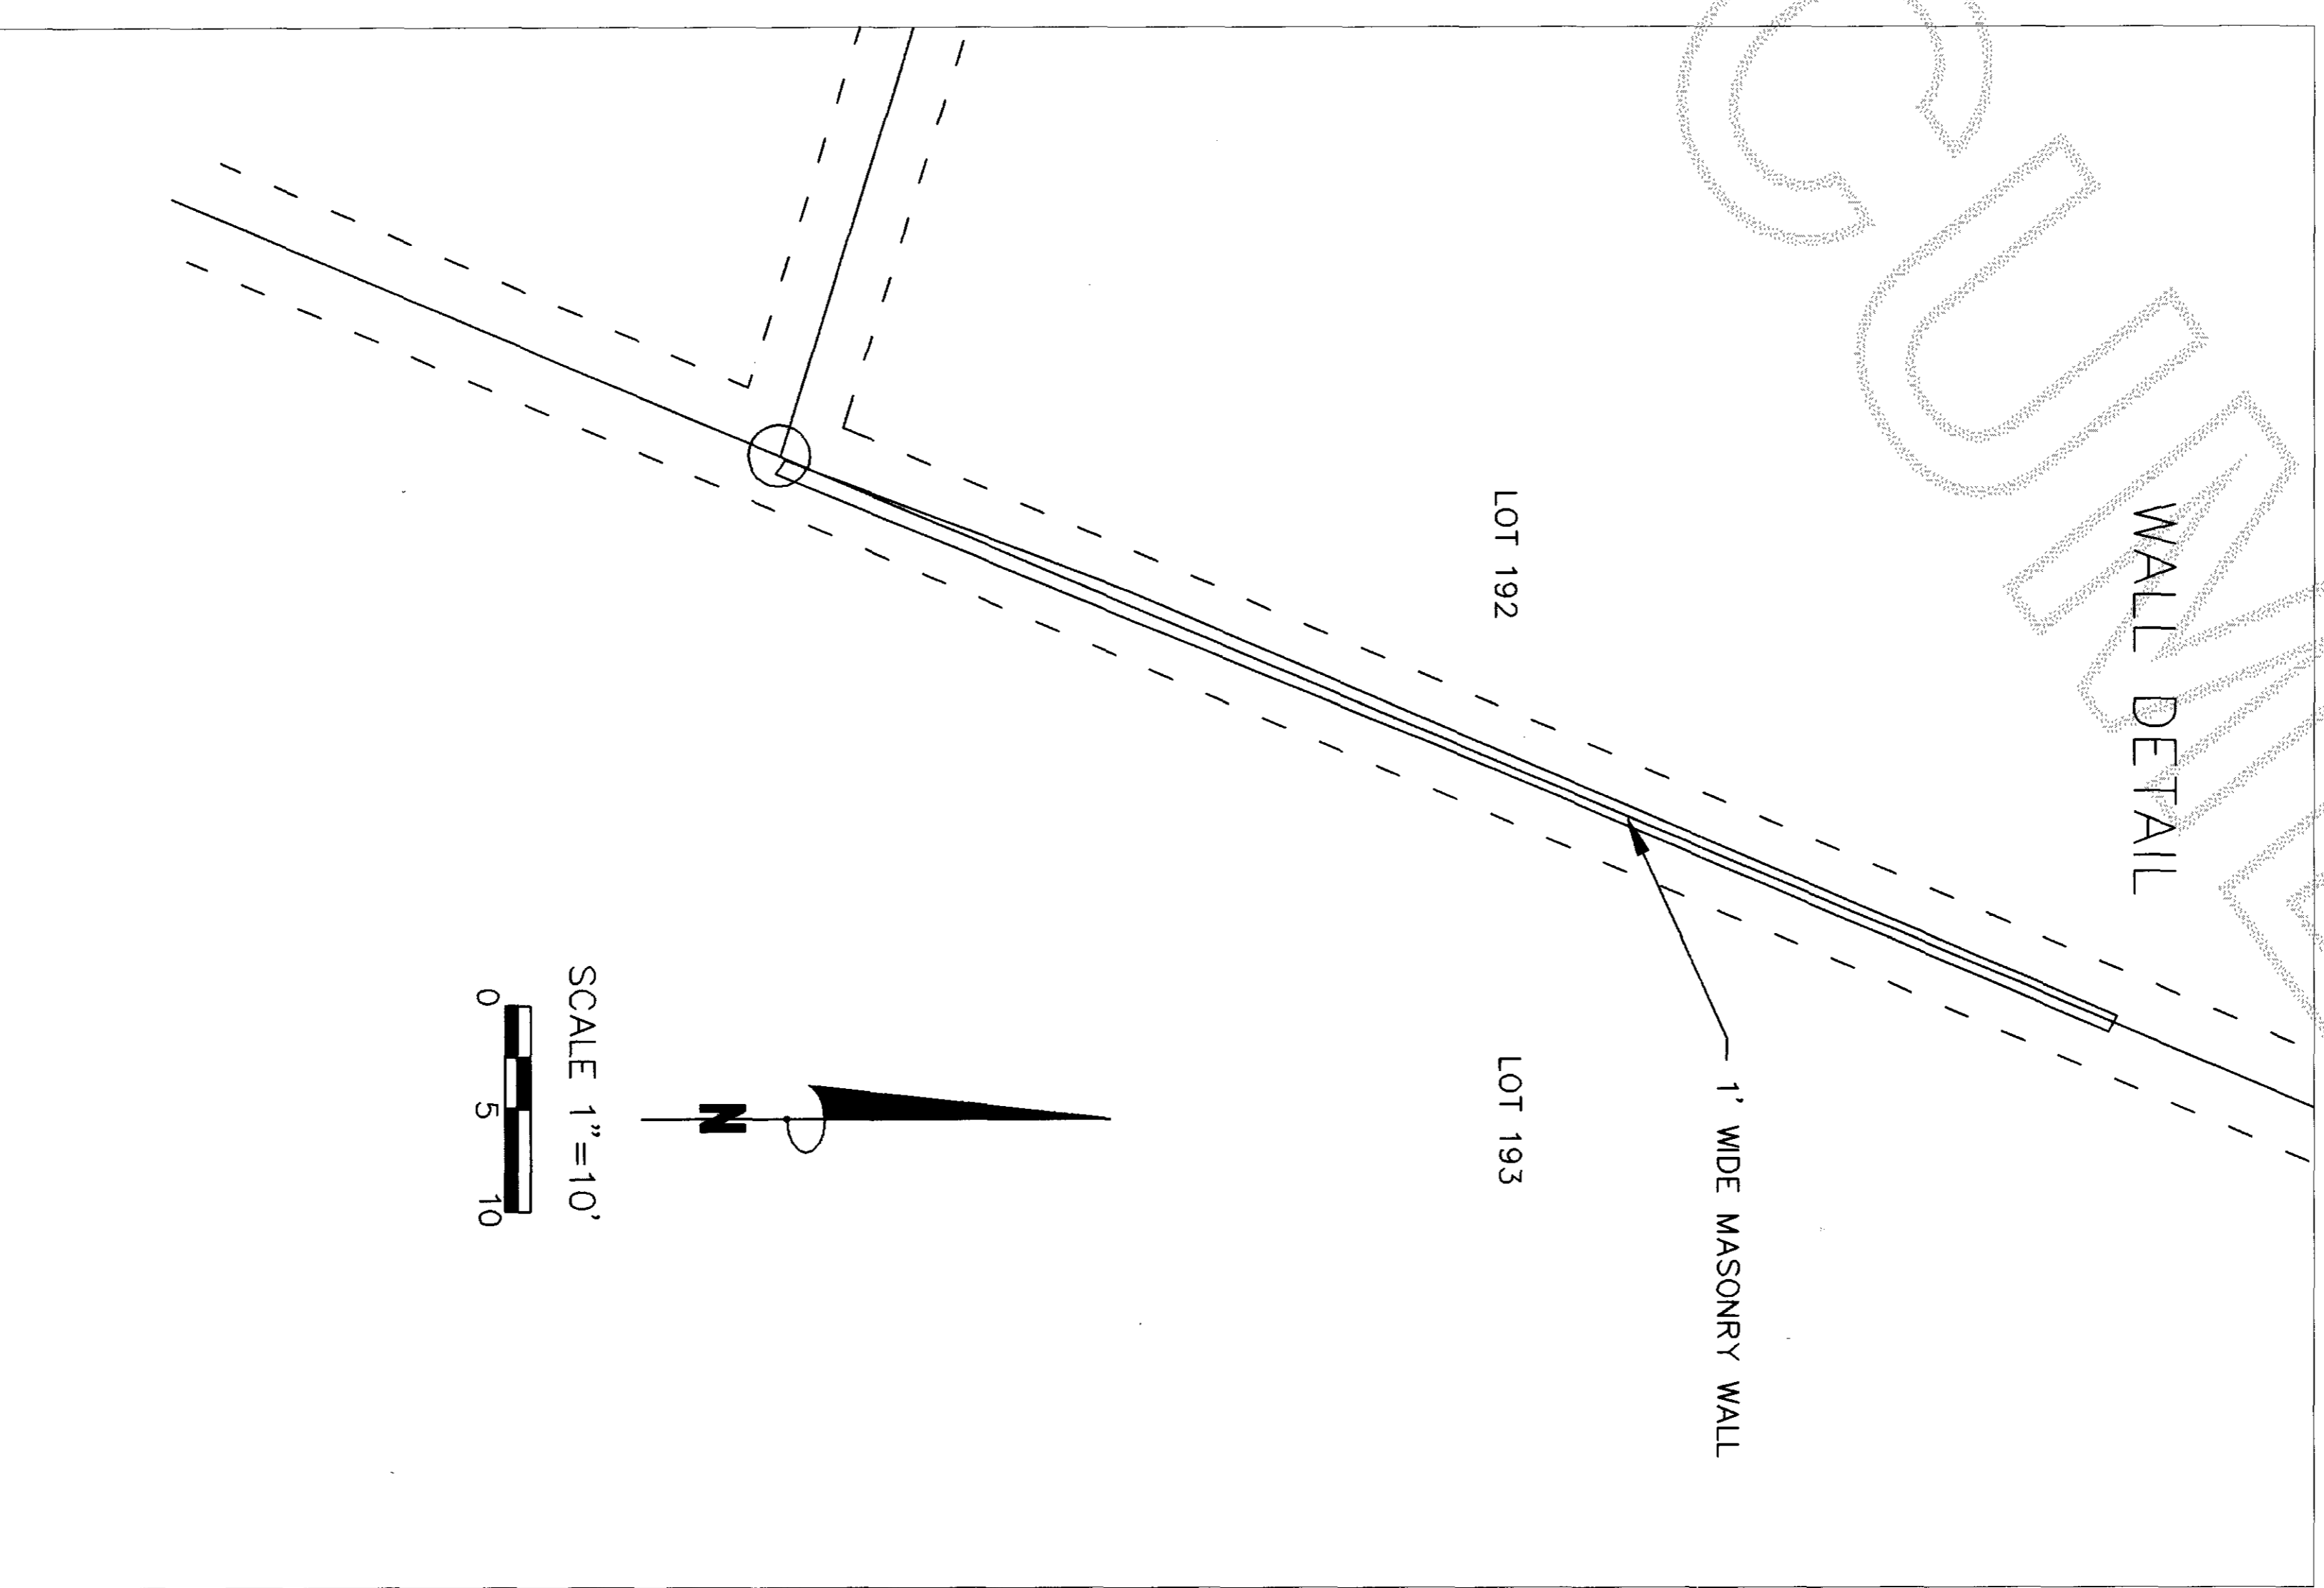 WALL DETAIL
1' WIDE MASONRY WALL
LOT 192
LOT 193
N
SCALE 1"=10'
0 5 10